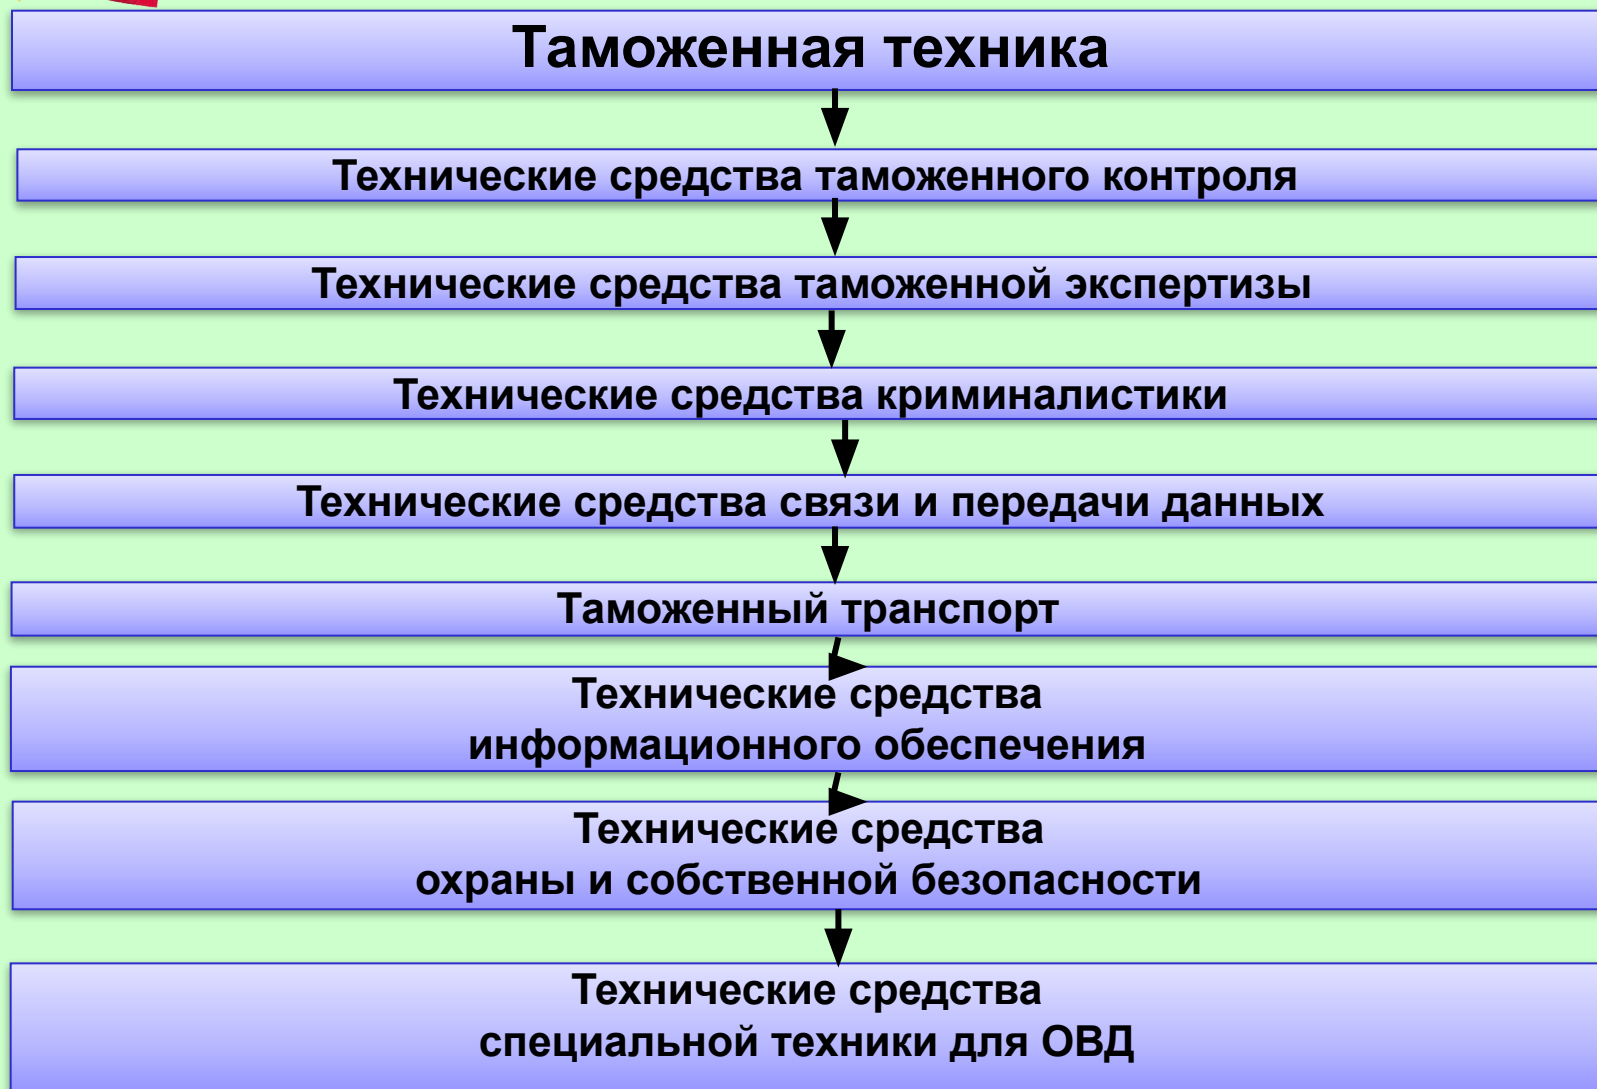 Таможенная техника
Технические средства таможенного контроля
Технические средства таможенной экспертизы
Технические средства криминалистики
Технические средства связи и передачи данных
Таможенный транспорт
Технические средства
информационного обеспечения
Технические средства
охраны и собственной безопасности
Технические средства
специальной техники для ОВД